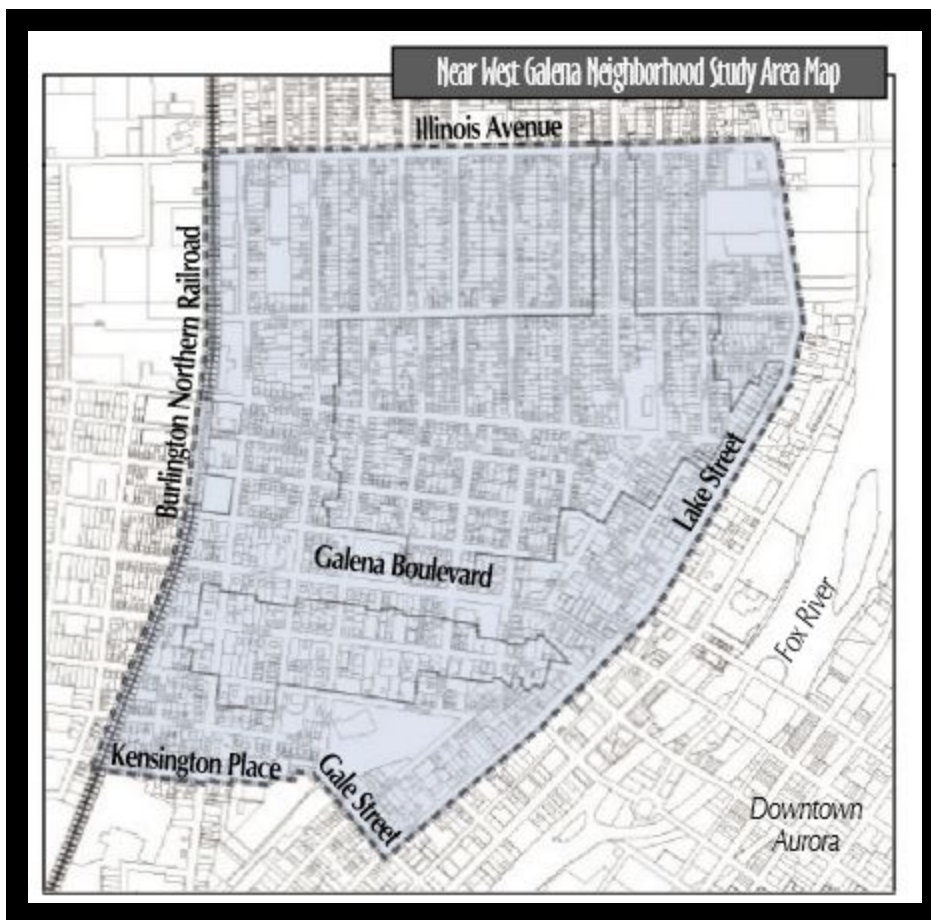 Near West Galena Neighborhood Study Area Map
Illinois Avenue
Burlington Northern Railroad
Lake Street
Galena Boulevard
Fox River
Kensington Place
Gale Street
Downtown
Aurora